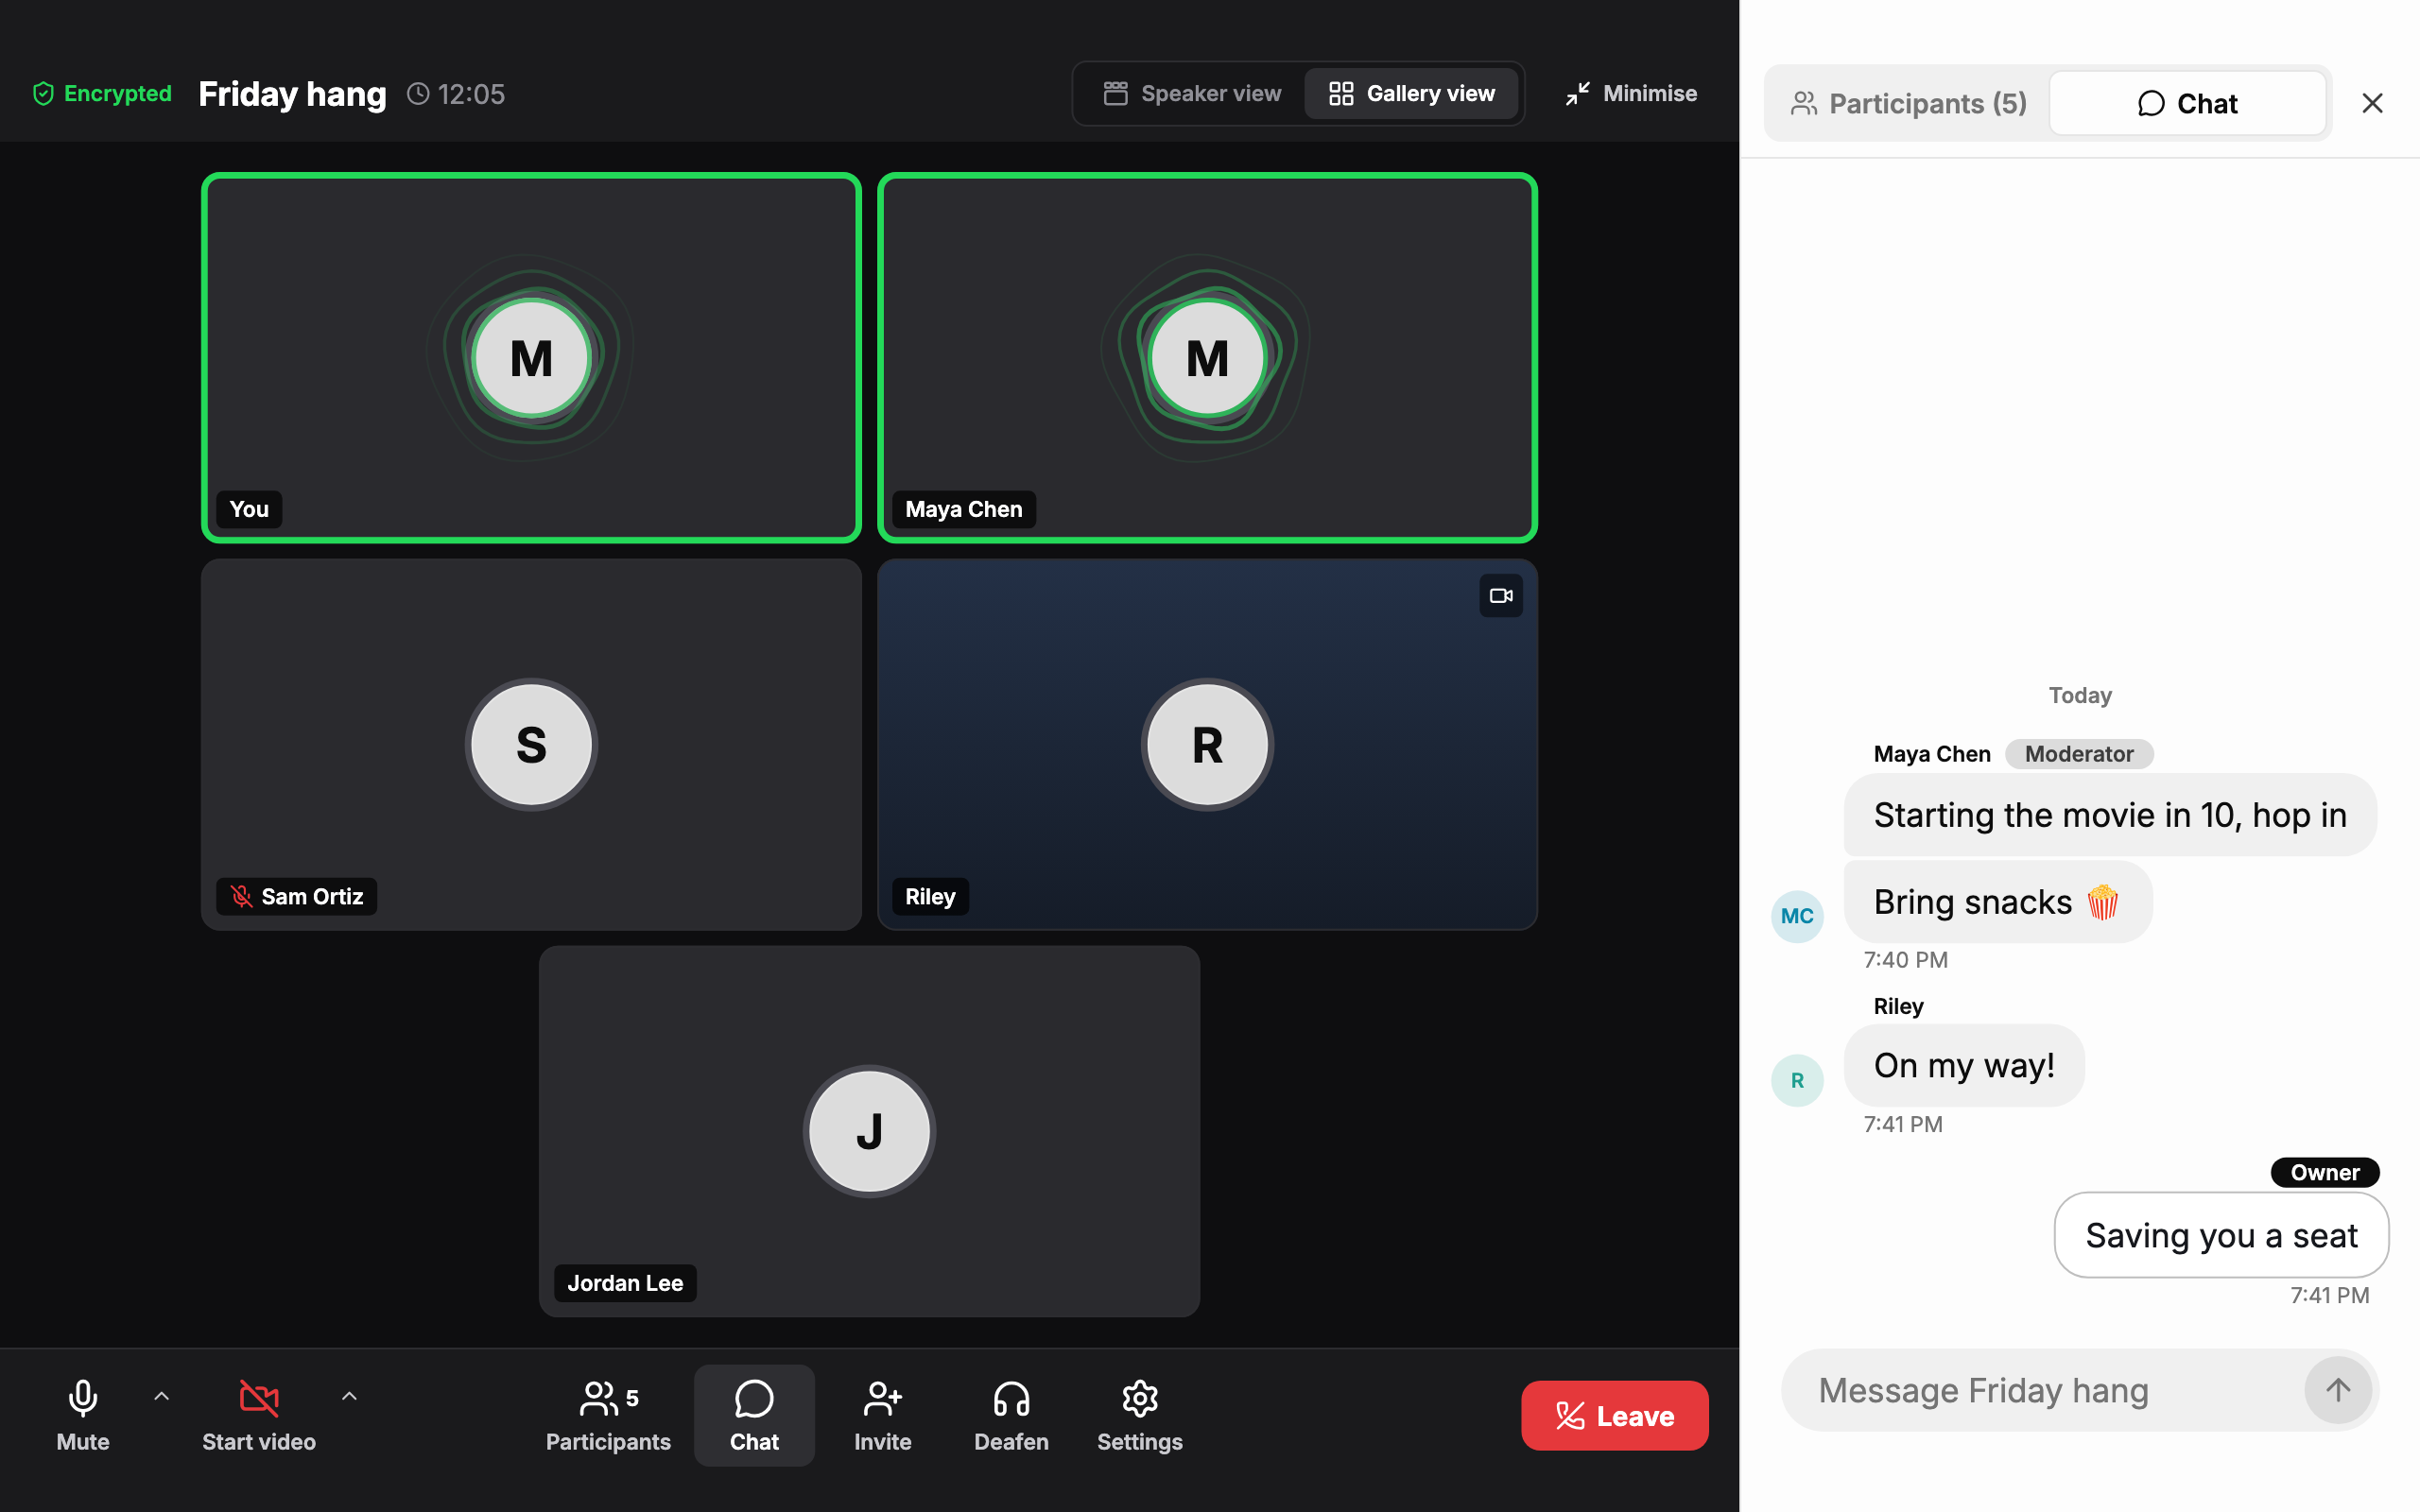 Encrypted Friday hang 12:05
Speaker view Gallery view Minimise
M
You
M
Maya Chen
S
Sam Ortiz
R
Riley
J
Jordan Lee
Mute
Start video
5
Participants
Chat
Invite
Deafen
Settings
Leave
Participants (5) Chat
Today
Maya Chen Moderator
Starting the movie in 10, hop in
Bring snacks 🍿
MC
7:40 PM
Riley
On my way!
R
7:41 PM
Owner
Saving you a seat
7:41 PM
Message Friday hang